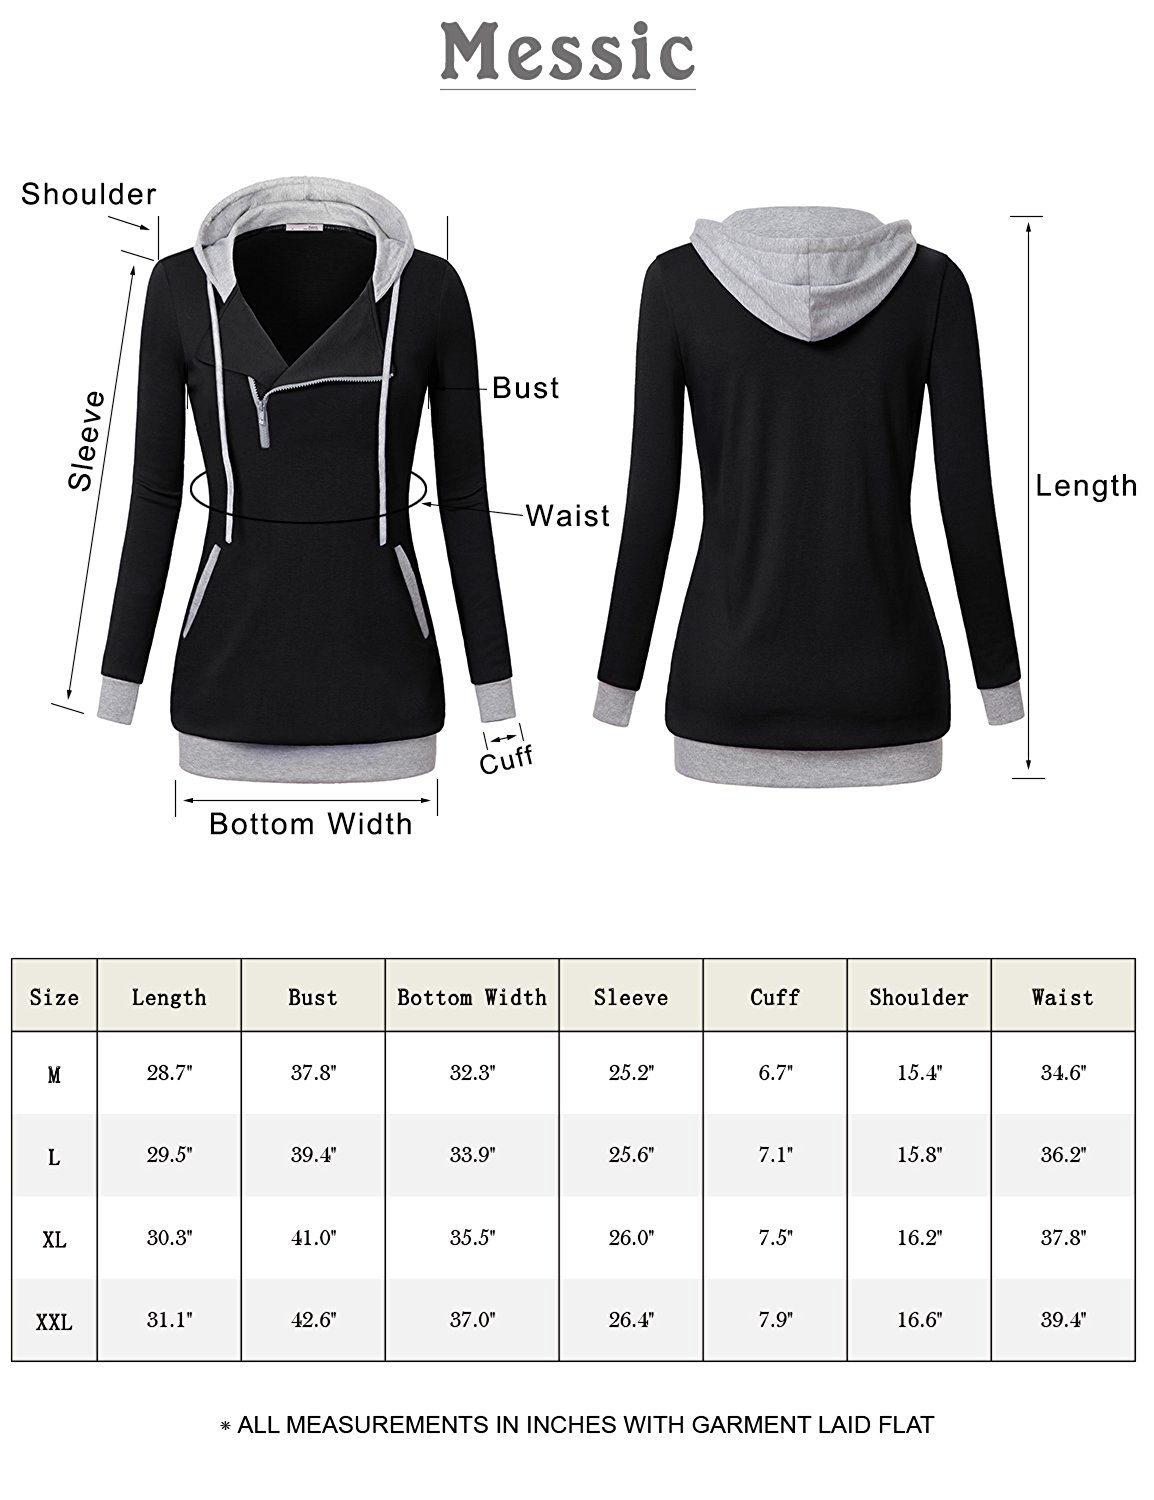 Messic
Shoulder
Sleeve
Bust
Waist
Length
Cuff
Bottom Width
Size Length Bust Bottom Width Sleeve Cuff Shoulder Waist
M 28.7" 37.8" 32.3" 25.2" 6.7" 15.4" 34.6"
L 29.5" 39.4" 33.9" 25.6" 7.1" 15.8" 36.2"
XL 30.3" 41.0" 35.5" 26.0" 7.5" 16.2" 37.8"
XXL 31.1" 42.6" 37.0" 26.4" 7.9" 16.6" 39.4"
* ALL MEASUREMENTS IN INCHES WITH GARMENT LAID FLAT